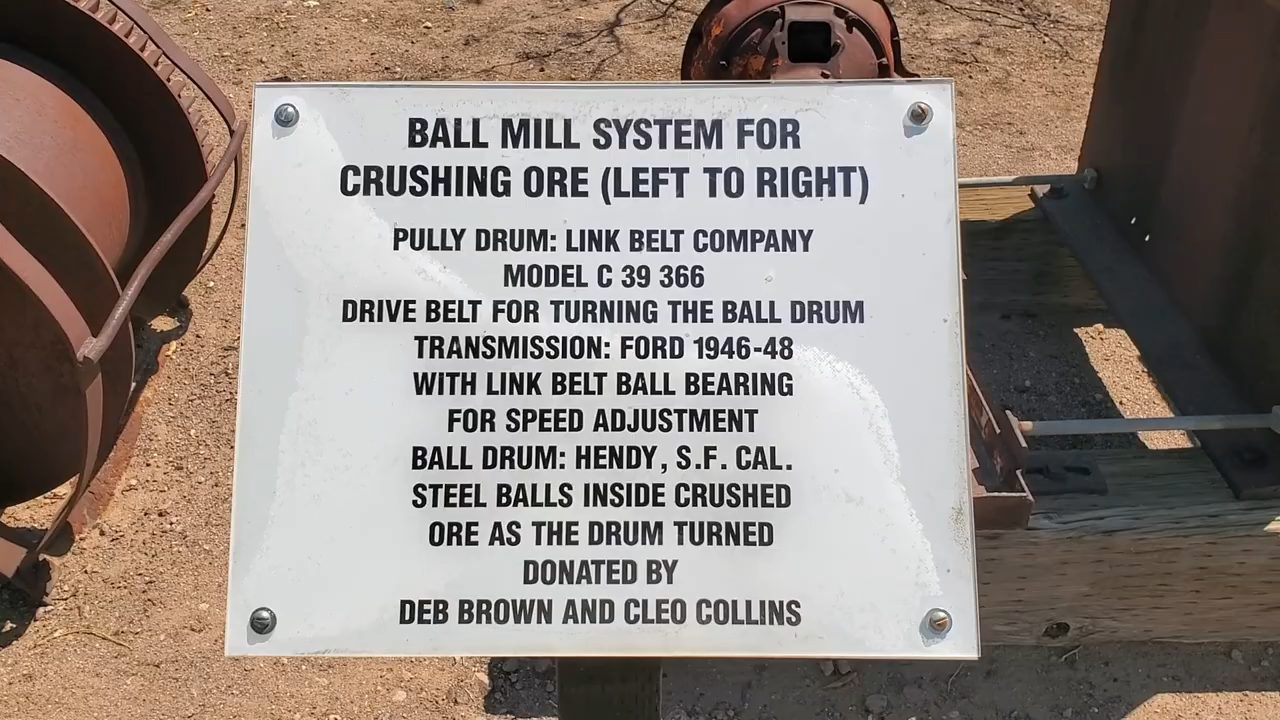 BALL MILL SYSTEM FOR
CRUSHING ORE (LEFT TO RIGHT)
PULLY DRUM: LINK BELT COMPANY
MODEL C 39 366
DRIVE BELT FOR TURNING THE BALL DRUM
TRANSMISSION: FORD 1946-48
WITH LINK BELT BALL BEARING
FOR SPEED ADJUSTMENT
BALL DRUM: HENDY, S.F. CAL.
STEEL BALLS INSIDE CRUSHED
ORE AS THE DRUM TURNED
DONATED BY
DEB BROWN AND CLEO COLLINS